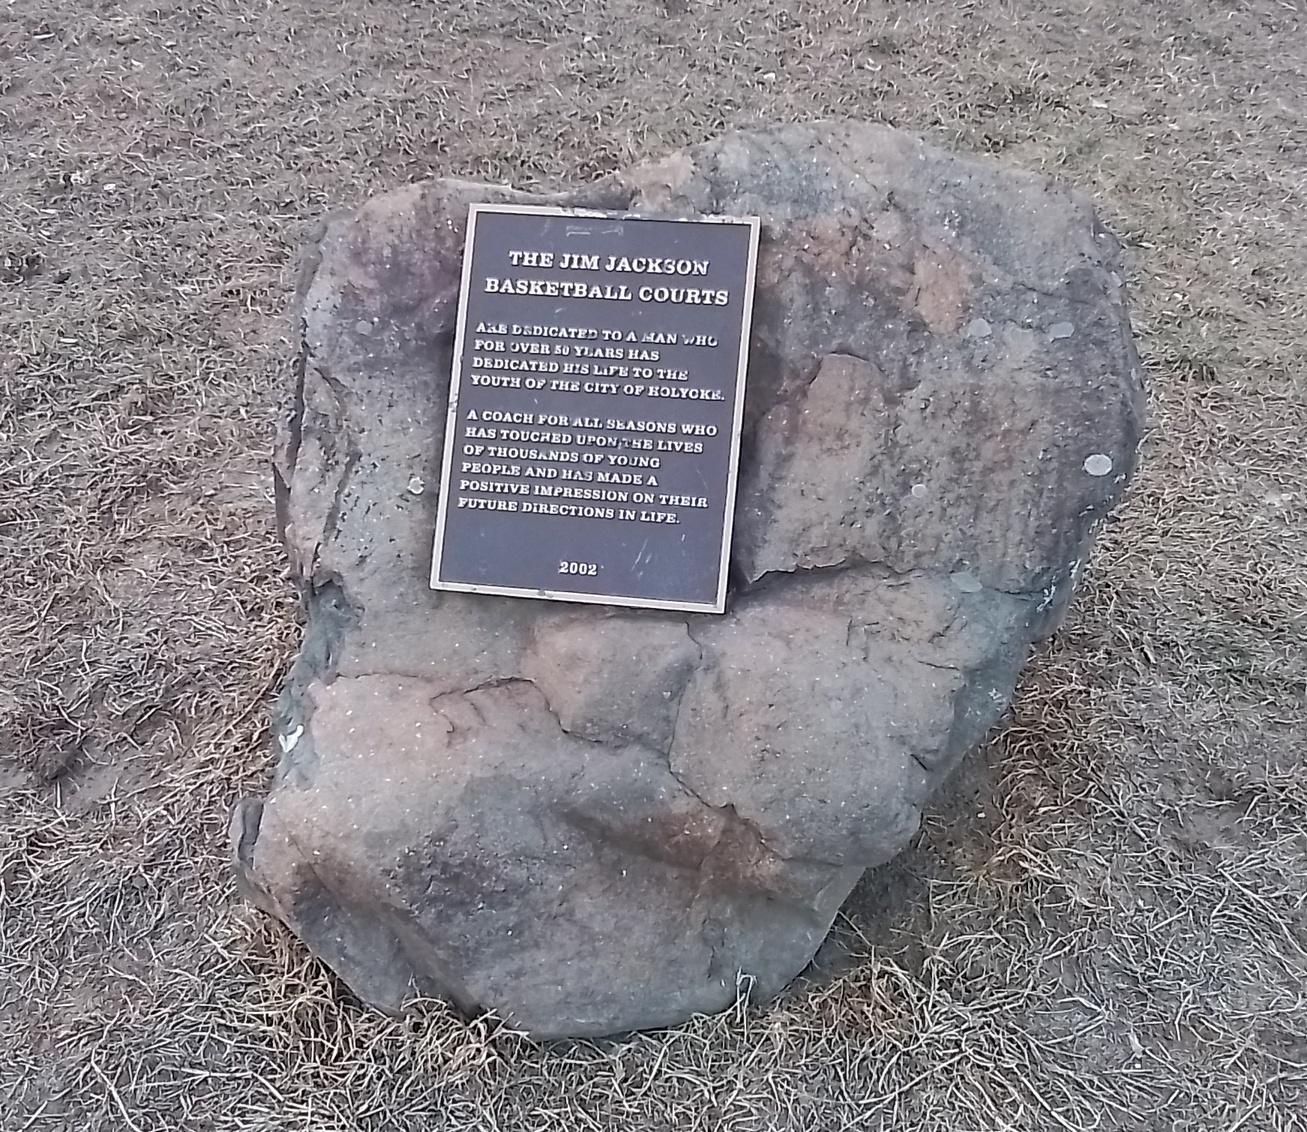 THE JIM JACKSON
BASKETBALL COURTS
ARE DEDICATED TO A MAN WHO
FOR OVER 50 YEARS HAS
DEDICATED HIS LIFE TO THE
YOUTH OF THE CITY OF HOLYOKE.
A COACH FOR ALL SEASONS WHO
HAS TOUCHED UPON THE LIVES
OF THOUSANDS OF YOUNG
PEOPLE AND HAS MADE A
POSITIVE IMPRESSION ON THEIR
FUTURE DIRECTIONS IN LIFE.
2002